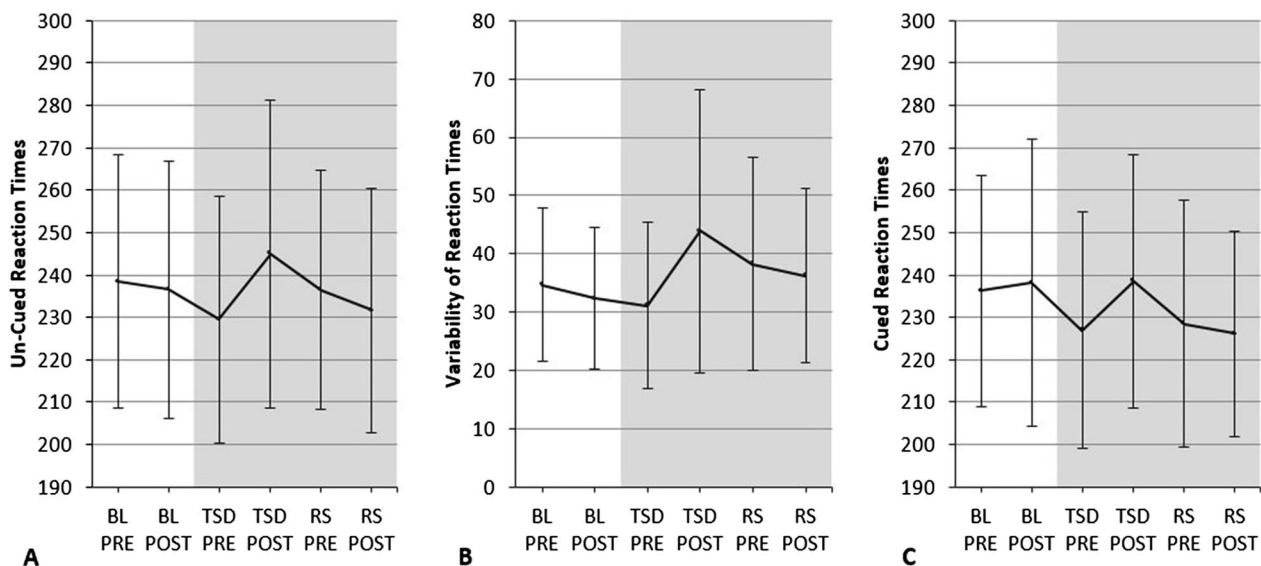 Un-Cued Reaction Times
300
290
280
270
260
250
240
230
220
210
200
190
BL PRE
BL POST
TSD PRE
TSD POST
RS PRE
RS POST
A
Variability of Reaction Times
80
70
60
50
40
30
20
10
0
BL PRE
BL POST
TSD PRE
TSD POST
RS PRE
RS POST
B
Cued Reaction Times
300
290
280
270
260
250
240
230
220
210
200
190
BL PRE
BL POST
TSD PRE
TSD POST
RS PRE
RS POST
C